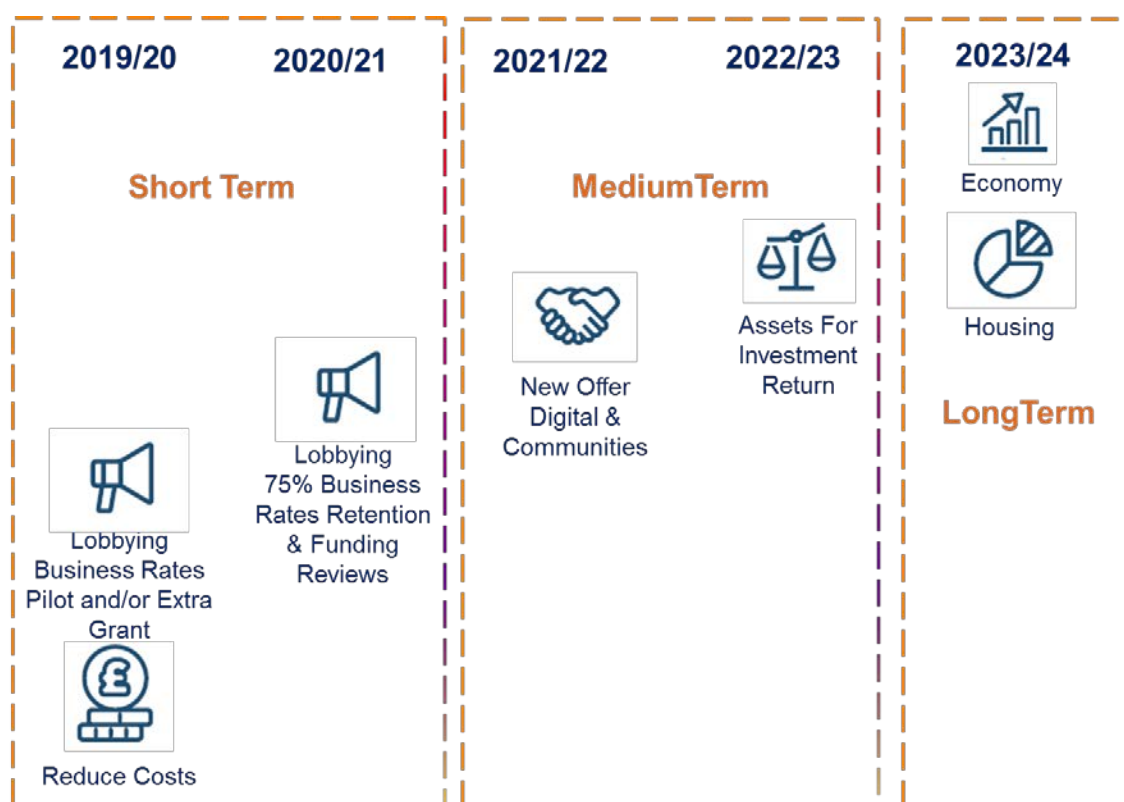 2019/20
2020/21
Short Term
Lobbying
75% Business
Rates Retention
& Funding
Reviews
Lobbying
Business Rates
Pilot and/or Extra
Grant
£
Reduce Costs
2021/22
2022/23
MediumTerm
New Offer
Digital &
Communities
Assets For
Investment
Return
2023/24
Economy
Housing
LongTerm